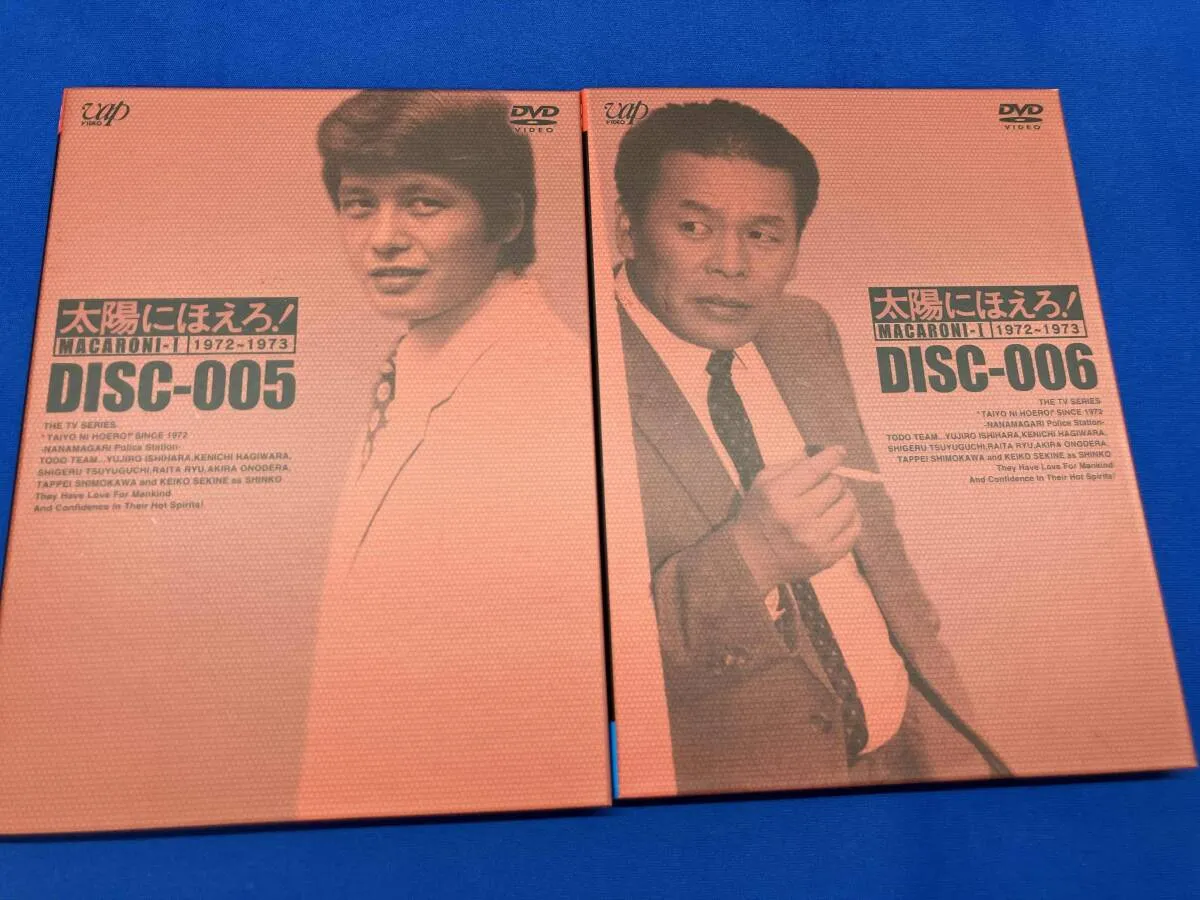 vap
VIDEO
DVD
VIDEO
太陽にほえろ!
MACARONI-I 1972~1973
DISC-005
THE TV SERIES
"TAIYO NI HOERO!" SINCE 1972
-NANAMAGARI Police Station-
TODO TEAM...YUJIRO ISHIHARA,KENICHI HAGIWARA,
SHIGERU TSUYUGUCHI,RAITA RYU,AKIRA ONODERA,
TAPPEI SHIMOKAWA and KEIKO SEKINE as SHINKO
They Have Love For Mankind
And Confidence In Their Hot Spirits!
vap
VIDEO
DVD
VIDEO
太陽にほえろ!
MACARONI-I 1972~1973
DISC-006
THE TV SERIES
"TAIYO NI HOERO!" SINCE 1972
-NANAMAGARI Police Station-
TODO TEAM...YUJIRO ISHIHARA,KENICHI HAGIWARA,
SHIGERU TSUYUGUCHI,RAITA RYU,AKIRA ONODERA,
TAPPEI SHIMOKAWA and KEIKO SEKINE as SHINKO
They Have Love For Mankind
And Confidence In Their Hot Spirits!